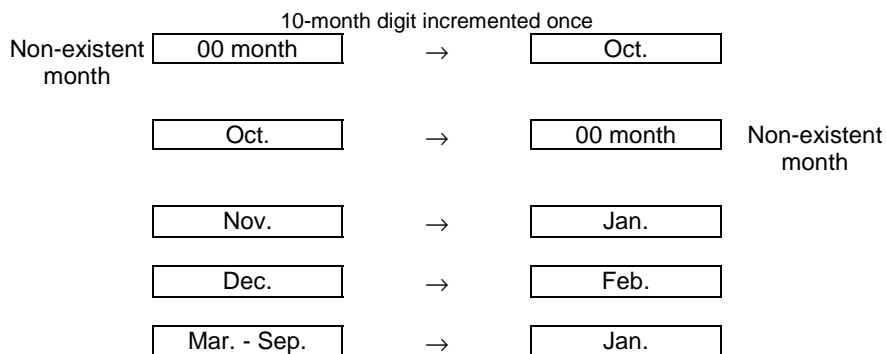 10-month digit incremented once
Non-existent month 00 month → Oct.
Oct. → 00 month Non-existent month
Nov. → Jan.
Dec. → Feb.
Mar. - Sep. → Jan.